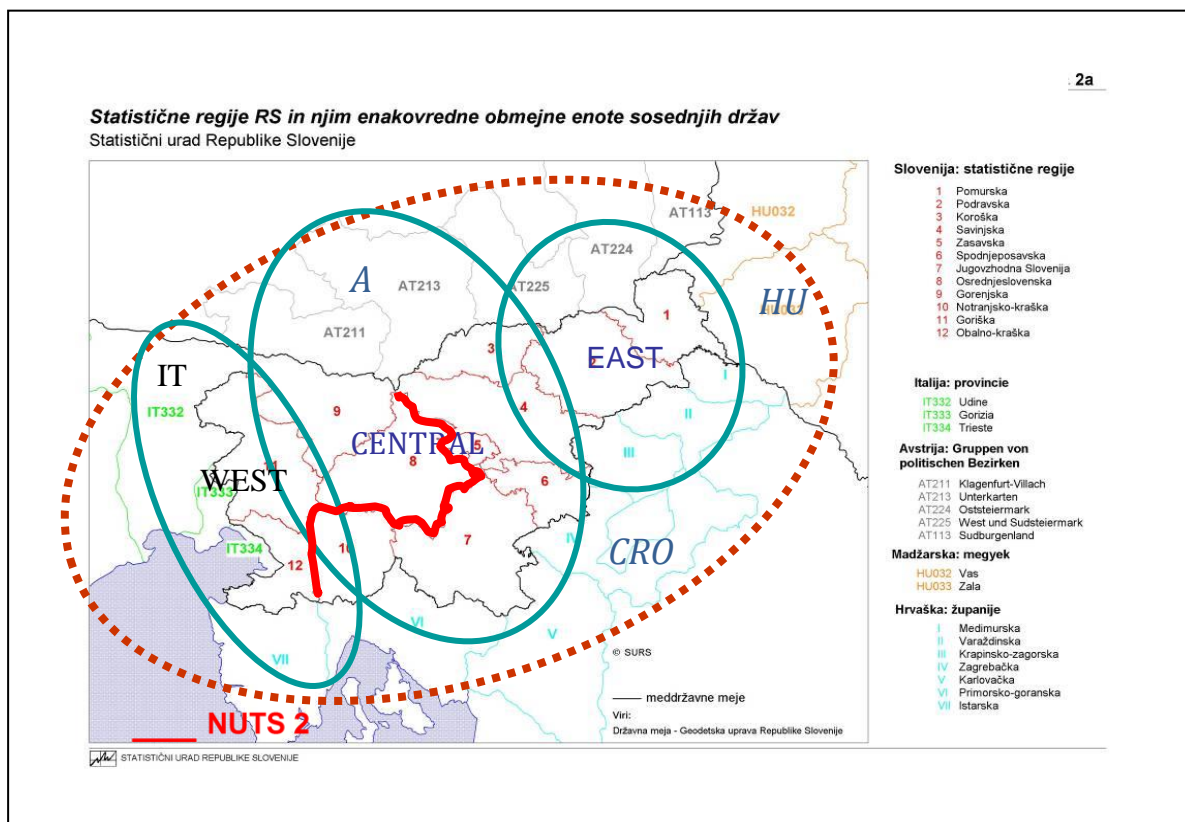 2a
Statistične regije RS in njim enakovredne obmejne enote sosednjih držav
Statistični urad Republike Slovenije
AT113
HU032
AT224
A
AT213
AT225
HU
HU033
AT211
1
IT
3
2
EAST
I
IT332
9
4
II
CENTRAL
5
III
8
11
WEST
6
IT333
IV
CRO
7
IT334
10
12
VI
V
VII
© SURS
meddržavne meje
Viri:
Državna meja - Geodetska uprava Republike Slovenije
NUTS 2
STATISTIČNI URAD REPUBLIKE SLOVENIJE
Slovenija: statistične regije
1 Pomurska
2 Podravska
3 Koroška
4 Savinjska
5 Zasavska
6 Spodnjeposavska
7 Jugovzhodna Slovenija
8 Osrednjeslovenska
9 Gorenjska
10 Notranjsko-kraška
11 Goriška
12 Obalno-kraška
Italija: provincie
IT332 Udine
IT333 Gorizia
IT334 Trieste
Avstrija: Gruppen von
politischen Bezirken
AT211 Klagenfurt-Villach
AT213 Unterkarten
AT224 Oststeiermark
AT225 West und Sudsteiermark
AT113 Sudburgenland
Madžarska: megyek
HU032 Vas
HU033 Zala
Hrvaška: županije
I Medimurska
II Varaždinska
III Krapinsko-zagorska
IV Zagrebačka
V Karlovačka
VI Primorsko-goranska
VII Istarska